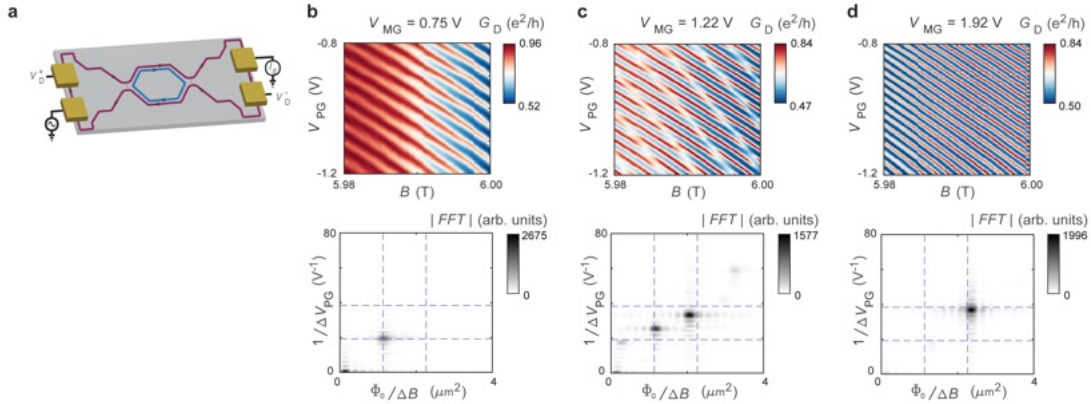 a
V_D^+
V_D^-
b
V_MG = 0.75 V G_D (e²/h)
-0.8
V_PG (V)
-1.2
5.98
B (T)
6.00
0.96
0.52
| FFT | (arb. units)
80
1/ΔV_PG (V⁻¹)
0
0
Φ₀/ΔB (μm²)
4
2675
0
c
V_MG = 1.22 V G_D (e²/h)
-0.8
V_PG (V)
-1.2
5.98
B (T)
6.00
0.84
0.47
| FFT | (arb. units)
80
1/ΔV_PG (V⁻¹)
0
0
Φ₀/ΔB (μm²)
4
1577
0
d
V_MG = 1.92 V G_D (e²/h)
-0.8
V_PG (V)
-1.2
5.98
B (T)
6.00
0.84
0.50
| FFT | (arb. units)
80
1/ΔV_PG (V⁻¹)
0
0
Φ₀/ΔB (μm²)
4
1996
0